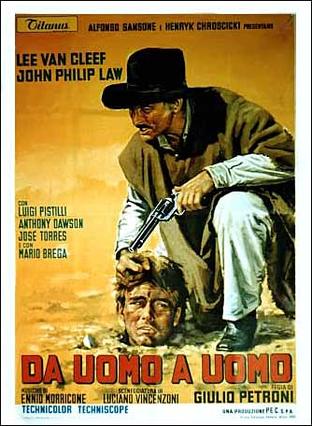 Titanus
ALFONSO SANSONE e HENRYK CHROSCICKI
PRESENTANO
LEE VAN CLEEF
JOHN PHILIP LAW
CON
LUIGI PISTILLI
ANTHONY DAWSON
JOSE TORRES
E CON
MARIO BREGA
DA UOMO A UOMO
MUSICHE DI
ENNIO MORRICONE
SCENEGGIATURA DI
LUCIANO VINCENZONI
REGIA DI
GIULIO PETRONI
TECHNICOLOR TECHNISCOPE
UNA PRODUZIONE P.E.C. S.P.A.